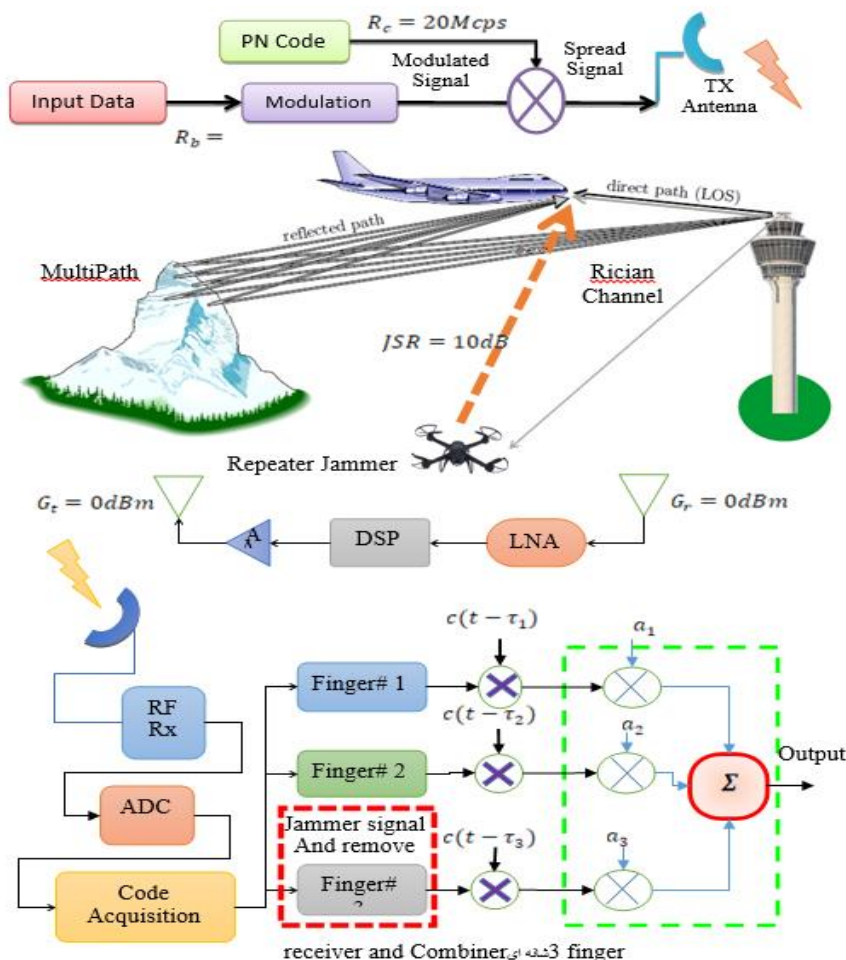 R_c = 20Mcps
PN Code
Modulated
Signal
Spread
Signal
TX
Antenna
Input Data
Modulation
R_b =
direct path (LOS)
reflected path
MultiPath
Rician
Channel
JSR = 10dB
Repeater Jammer
G_t = 0dBm
G_r = 0dBm
DSP
LNA
c(t − τ_1)
a_1
Finger# 1
RF
Rx
c(t − τ_2)
a_2
Output
Finger# 2
Σ
ADC
Jammer signal
And remove
c(t − τ_3)
a_3
Finger#
Code
Acquisition
receiver and Combiner 3 finger